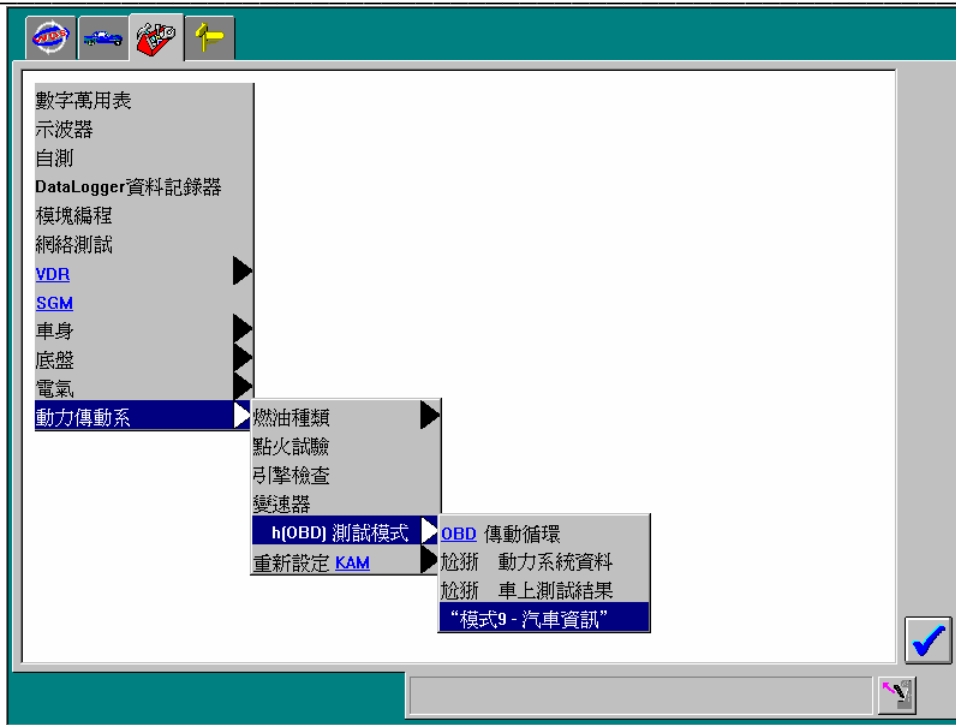 數字萬用表
示波器
自測
DataLogger資料記錄器
模塊編程
網絡測試
VDR
SGM
車身
底盤
電氣
動力傳動系
燃油種類
點火試驗
引擎檢查
變速器
h(OBD) 測試模式
重新設定 KAM
OBD 傳動循環
尬獅 動力系統資料
尬獅 車上測試結果
“模式9 - 汽車資訊”